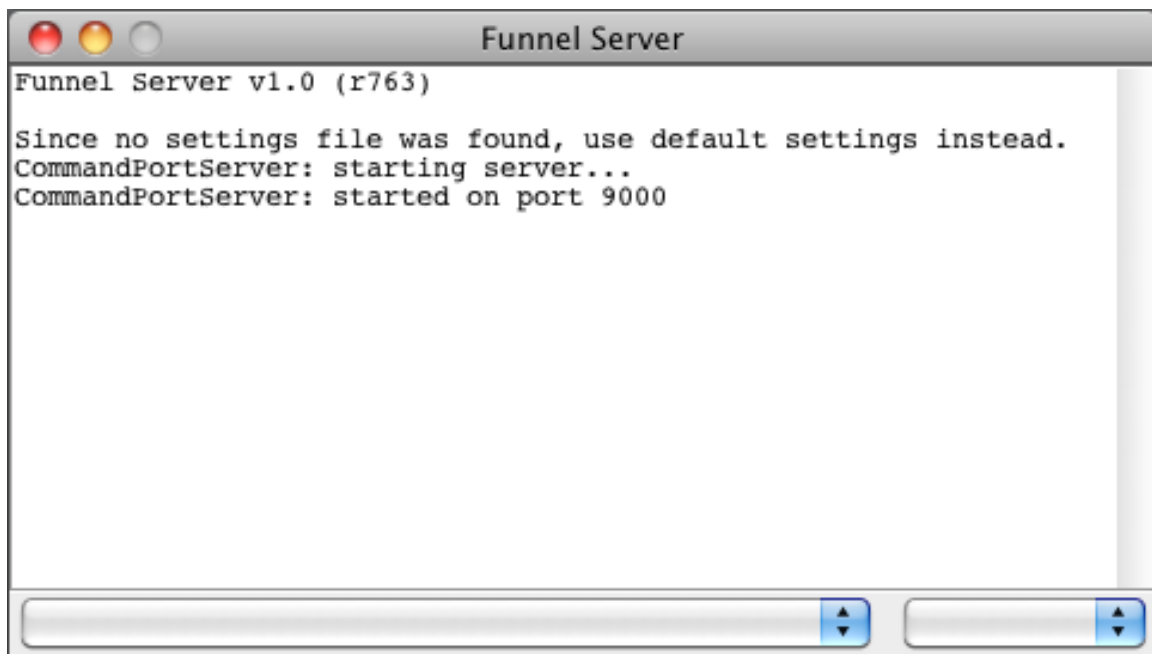 Funnel Server
Funnel Server v1.0 (r763)
Since no settings file was found, use default settings instead.
CommandPortServer: starting server...
CommandPortServer: started on port 9000